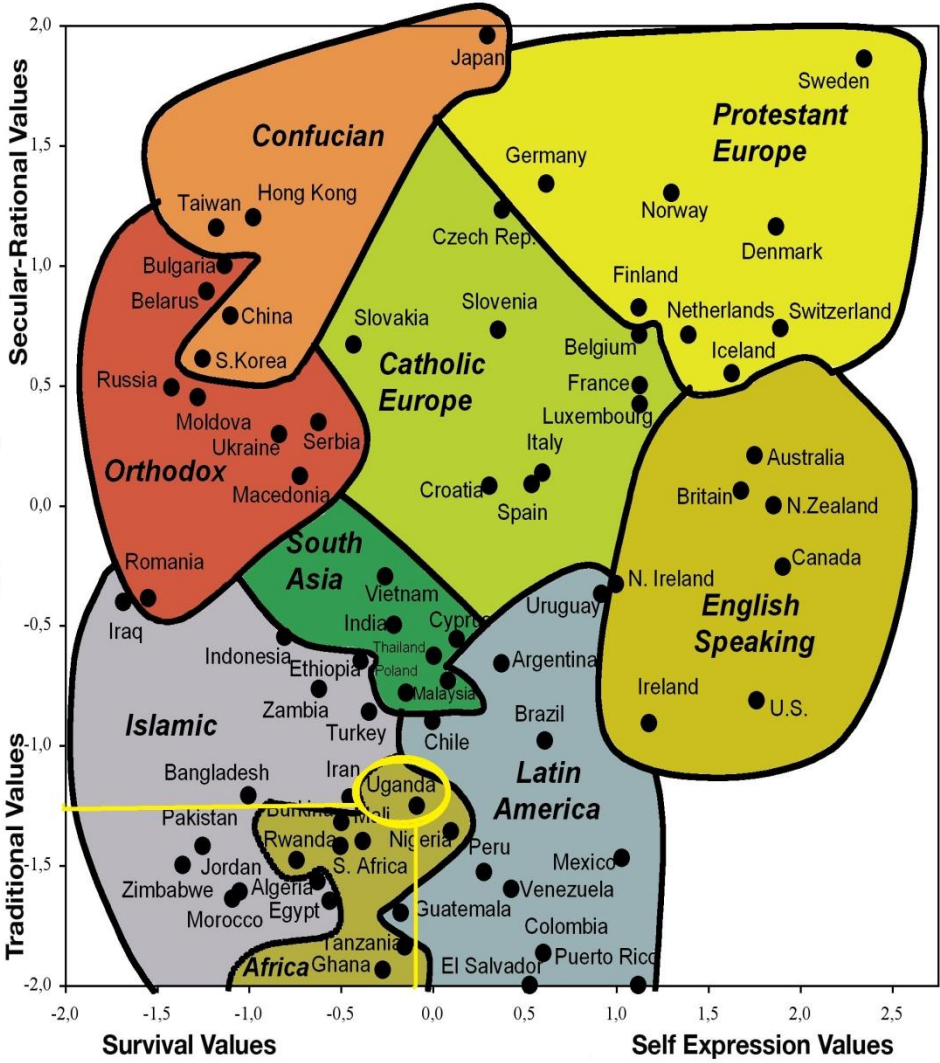 2,0
Japan
Sweden
Protestant
Europe
Confucian
1,5
Germany
Hong Kong
Taiwan
Norway
Czech Rep.
Denmark
1,0
Bulgaria
Finland
Belarus
China
Slovenia
Slovakia
Netherlands
Switzerland
Belgium
Iceland
S.Korea
Catholic
Europe
Russia
France
0,5
Moldova
Luxembourg
Ukraine
Serbia
Italy
Orthodox
Australia
Macedonia
Croatia
Spain
Britain
N.Zealand
0,0
South
Asia
Romania
Vietnam
Canada
N. Ireland
Uruguay
English
Speaking
Iraq
India
Cyprus
-0,5
Indonesia
Ethiopia
Thailand
Poland
Malaysia
Argentina
Zambia
Ireland
U.S.
Islamic
Turkey
Chile
Brazil
-1,0
Bangladesh
Iran
Uganda
Latin
America
Pakistan
Mali
Rwanda
Nigeria
S. Africa
Peru
Mexico
-1,5
Jordan
Zimbabwe
Algeria
Venezuela
Morocco
Egypt
Guatemala
Colombia
Tanzania
Africa
Ghana
El Salvador
Puerto Rico
-2,0
Secular-Rational Values
Traditional Values
-2,0 -1,5 -1,0 -0,5 0,0 0,5 1,0 1,5 2,0 2,5
Survival Values
Self Expression Values